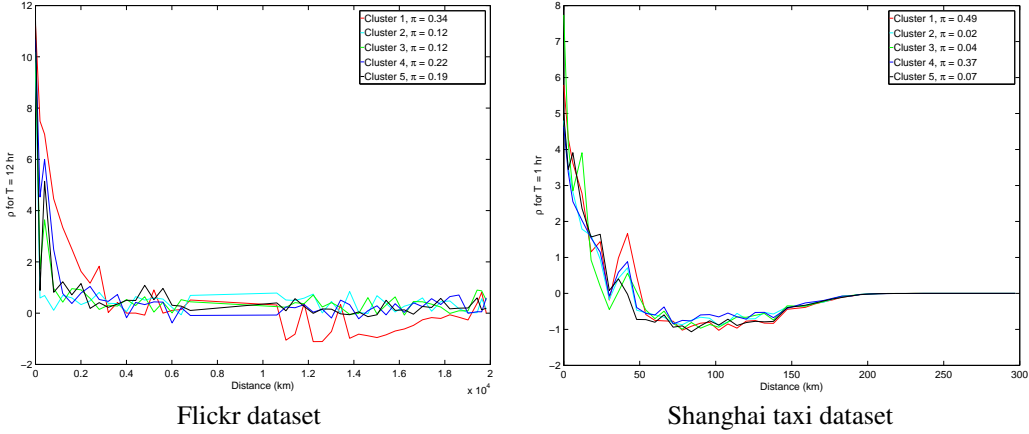 12
10
8
6
4
2
0
−2
ρ for T = 12 hr
Cluster 1, π = 0.34
Cluster 2, π = 0.12
Cluster 3, π = 0.12
Cluster 4, π = 0.22
Cluster 5, π = 0.19
0 0.2 0.4 0.6 0.8 1 1.2 1.4 1.6 1.8 2
Distance (km)
x 10^4
Flickr dataset
8
7
6
5
4
3
2
1
0
−1
−2
ρ for T = 1 hr
Cluster 1, π = 0.49
Cluster 2, π = 0.02
Cluster 3, π = 0.04
Cluster 4, π = 0.37
Cluster 5, π = 0.07
0 50 100 150 200 250 300
Distance (km)
Shanghai taxi dataset